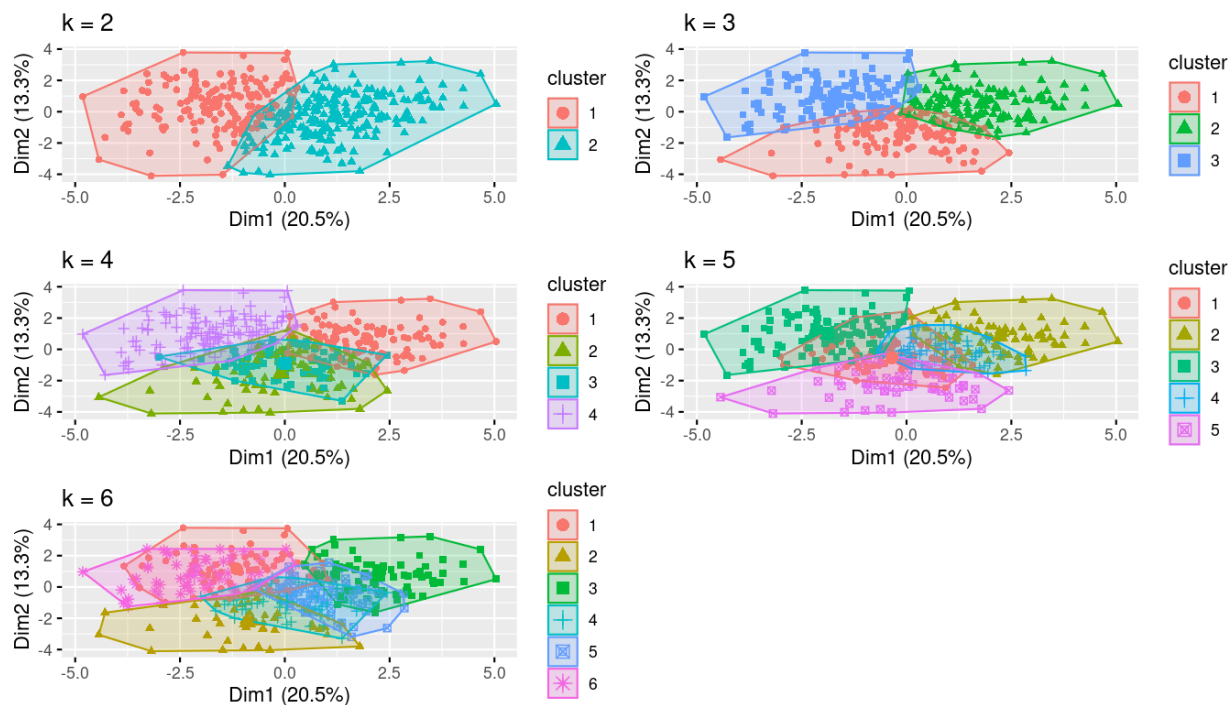 k = 2
4
2
0
-2
-4
Dim2 (13.3%)
-5.0 -2.5 0.0 2.5 5.0
Dim1 (20.5%)
cluster
1
2
k = 3
4
2
0
-2
-4
Dim2 (13.3%)
-5.0 -2.5 0.0 2.5 5.0
Dim1 (20.5%)
cluster
1
2
3
k = 4
4
2
0
-2
-4
Dim2 (13.3%)
-5.0 -2.5 0.0 2.5 5.0
Dim1 (20.5%)
cluster
1
2
3
4
k = 5
4
2
0
-2
-4
Dim2 (13.3%)
-5.0 -2.5 0.0 2.5 5.0
Dim1 (20.5%)
cluster
1
2
3
4
5
k = 6
4
2
0
-2
-4
Dim2 (13.3%)
-5.0 -2.5 0.0 2.5 5.0
Dim1 (20.5%)
cluster
1
2
3
4
5
6